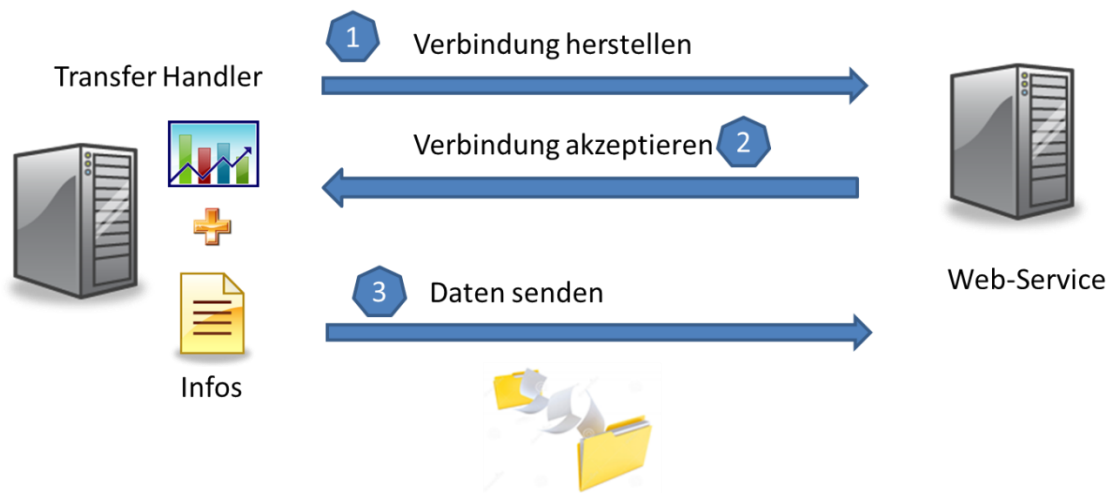 1
Verbindung herstellen
Transfer Handler
Verbindung akzeptieren
2
3
Daten senden
Web-Service
Infos